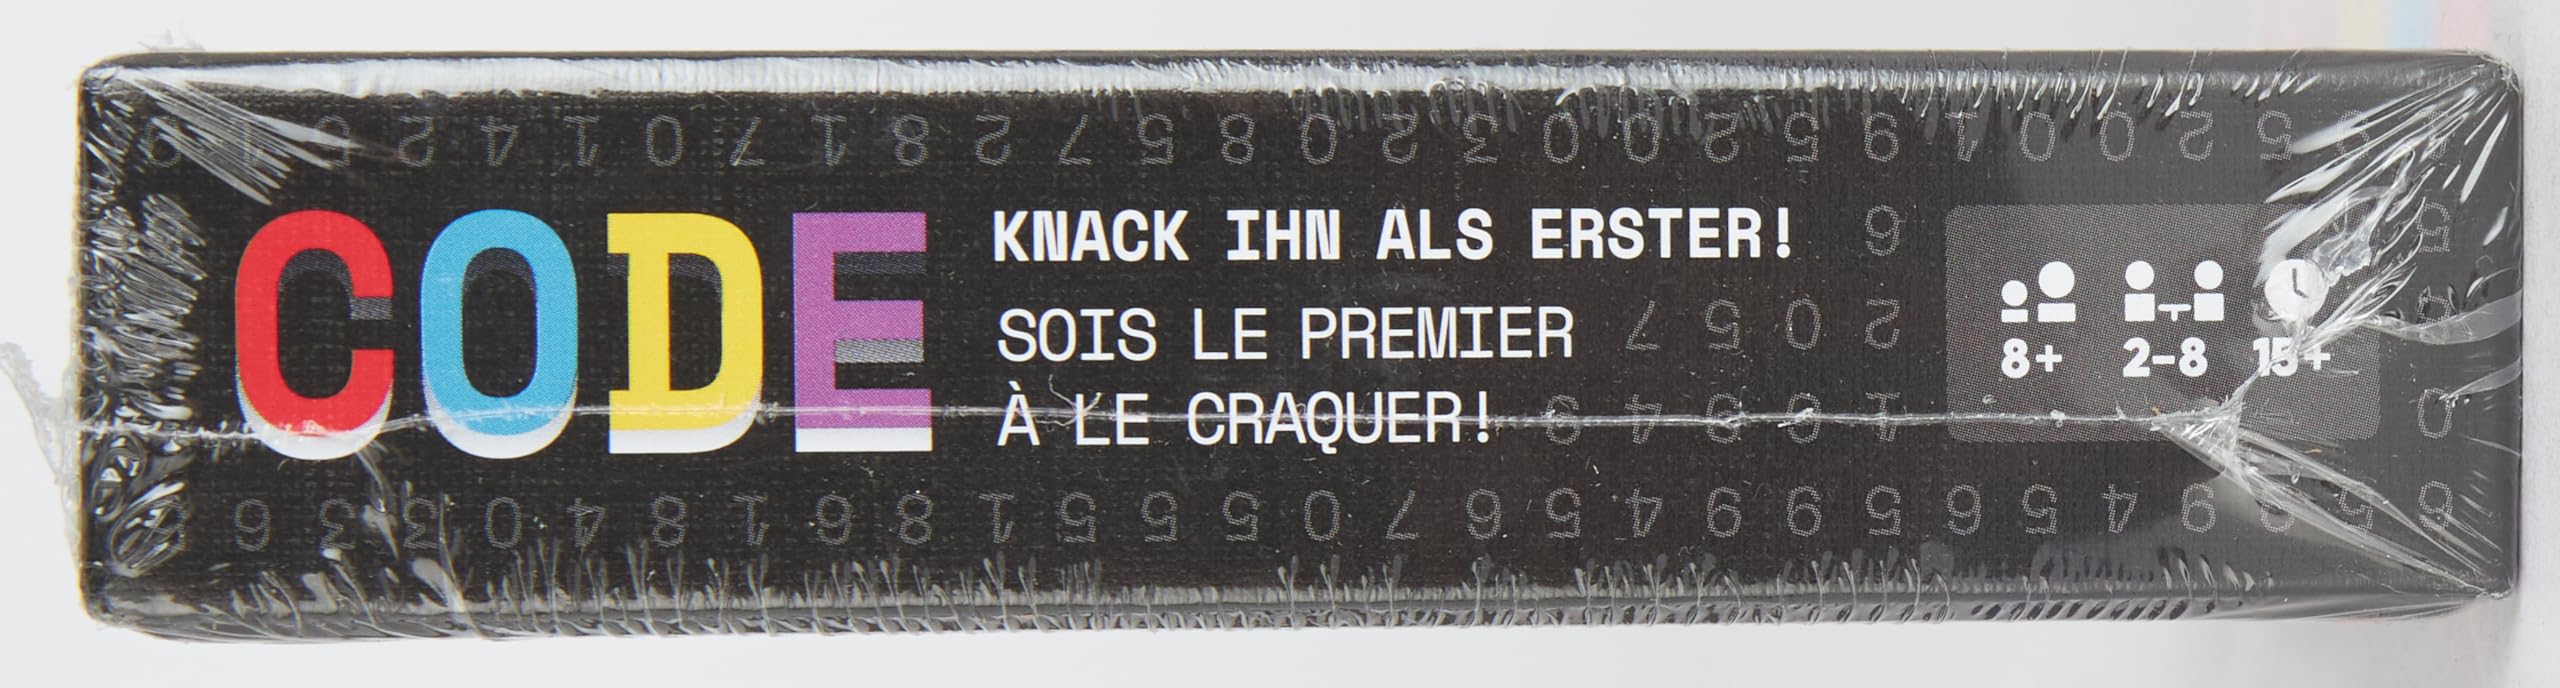 CODE
KNACK IHN ALS ERSTER!
SOIS LE PREMIER
À LE CRAQUER!
8+
2-8
15+